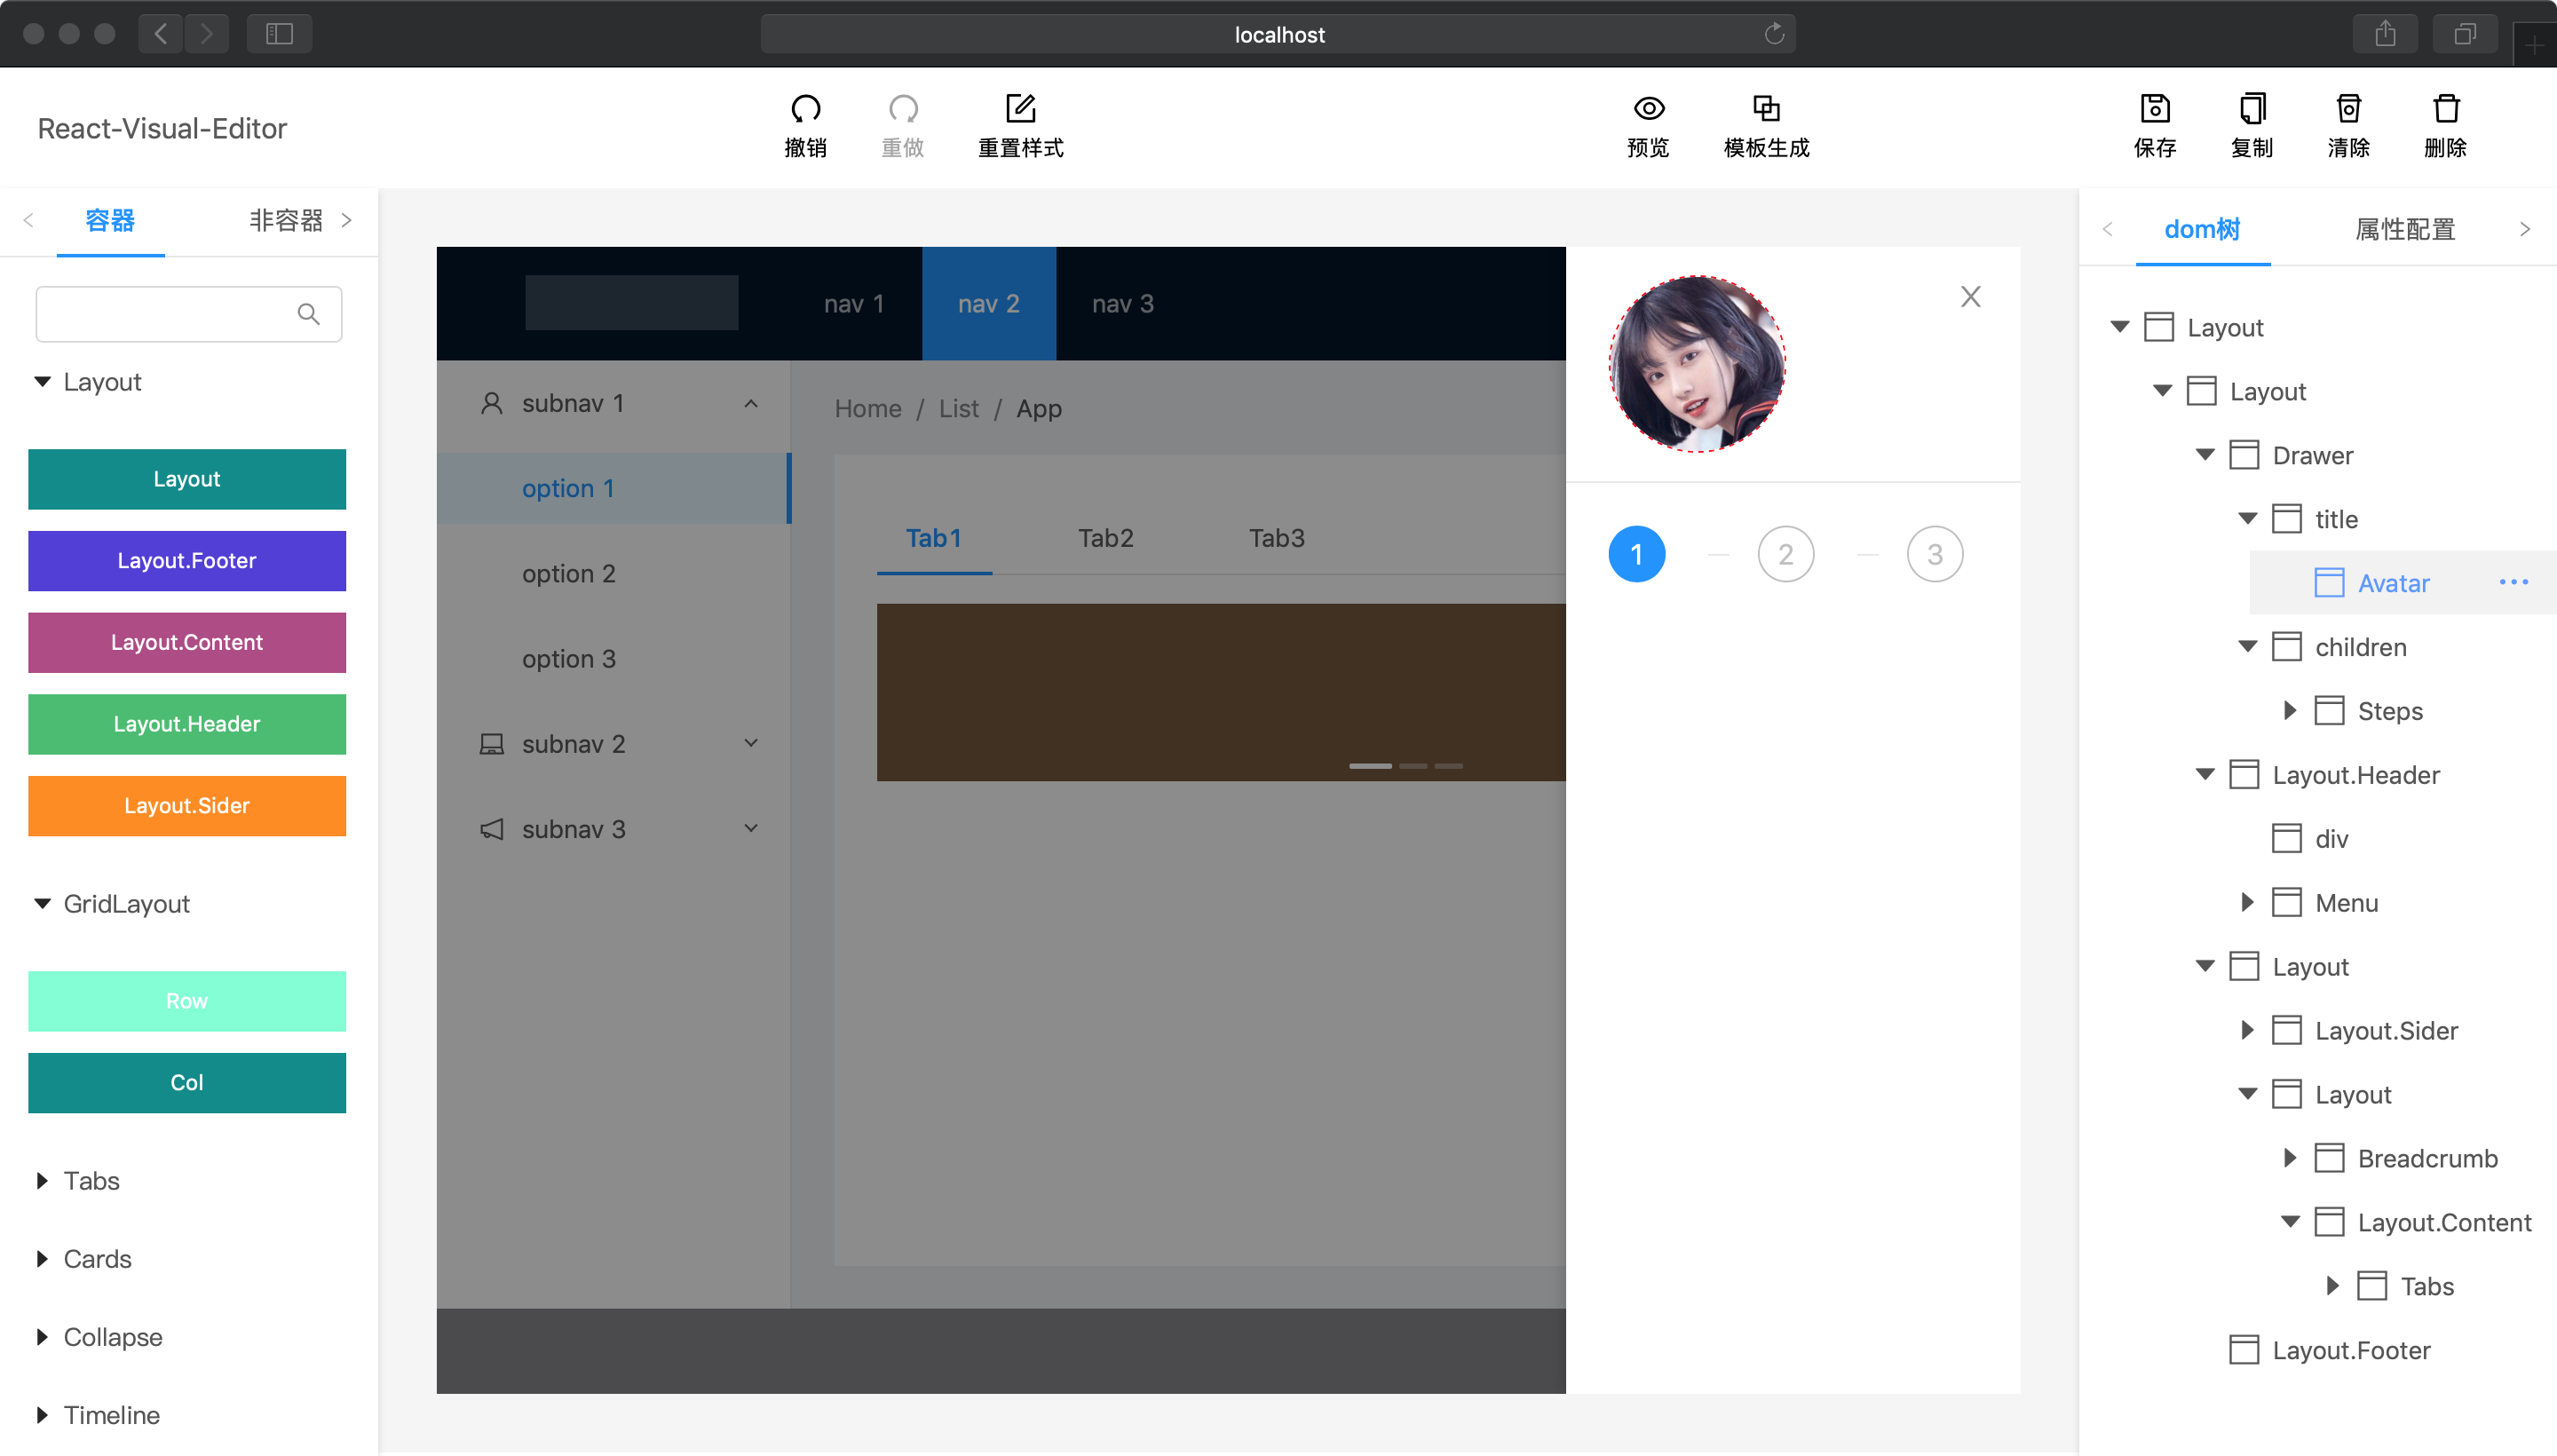 localhost
React-Visual-Editor
撤销
重做
重置样式
预览
模板生成
保存
复制
清除
删除
容器
非容器
Layout
Layout
Layout.Footer
Layout.Content
Layout.Header
Layout.Sider
GridLayout
Row
Col
Tabs
Cards
Collapse
Timeline
nav 1
nav 2
nav 3
subnav 1
option 1
option 2
option 3
subnav 2
subnav 3
Home / List / App
Tab1
Tab2
Tab3
1
2
3
dom树
属性配置
Layout
Layout
Drawer
title
Avatar
children
Steps
Layout.Header
div
Menu
Layout
Layout.Sider
Layout
Breadcrumb
Layout.Content
Tabs
Layout.Footer